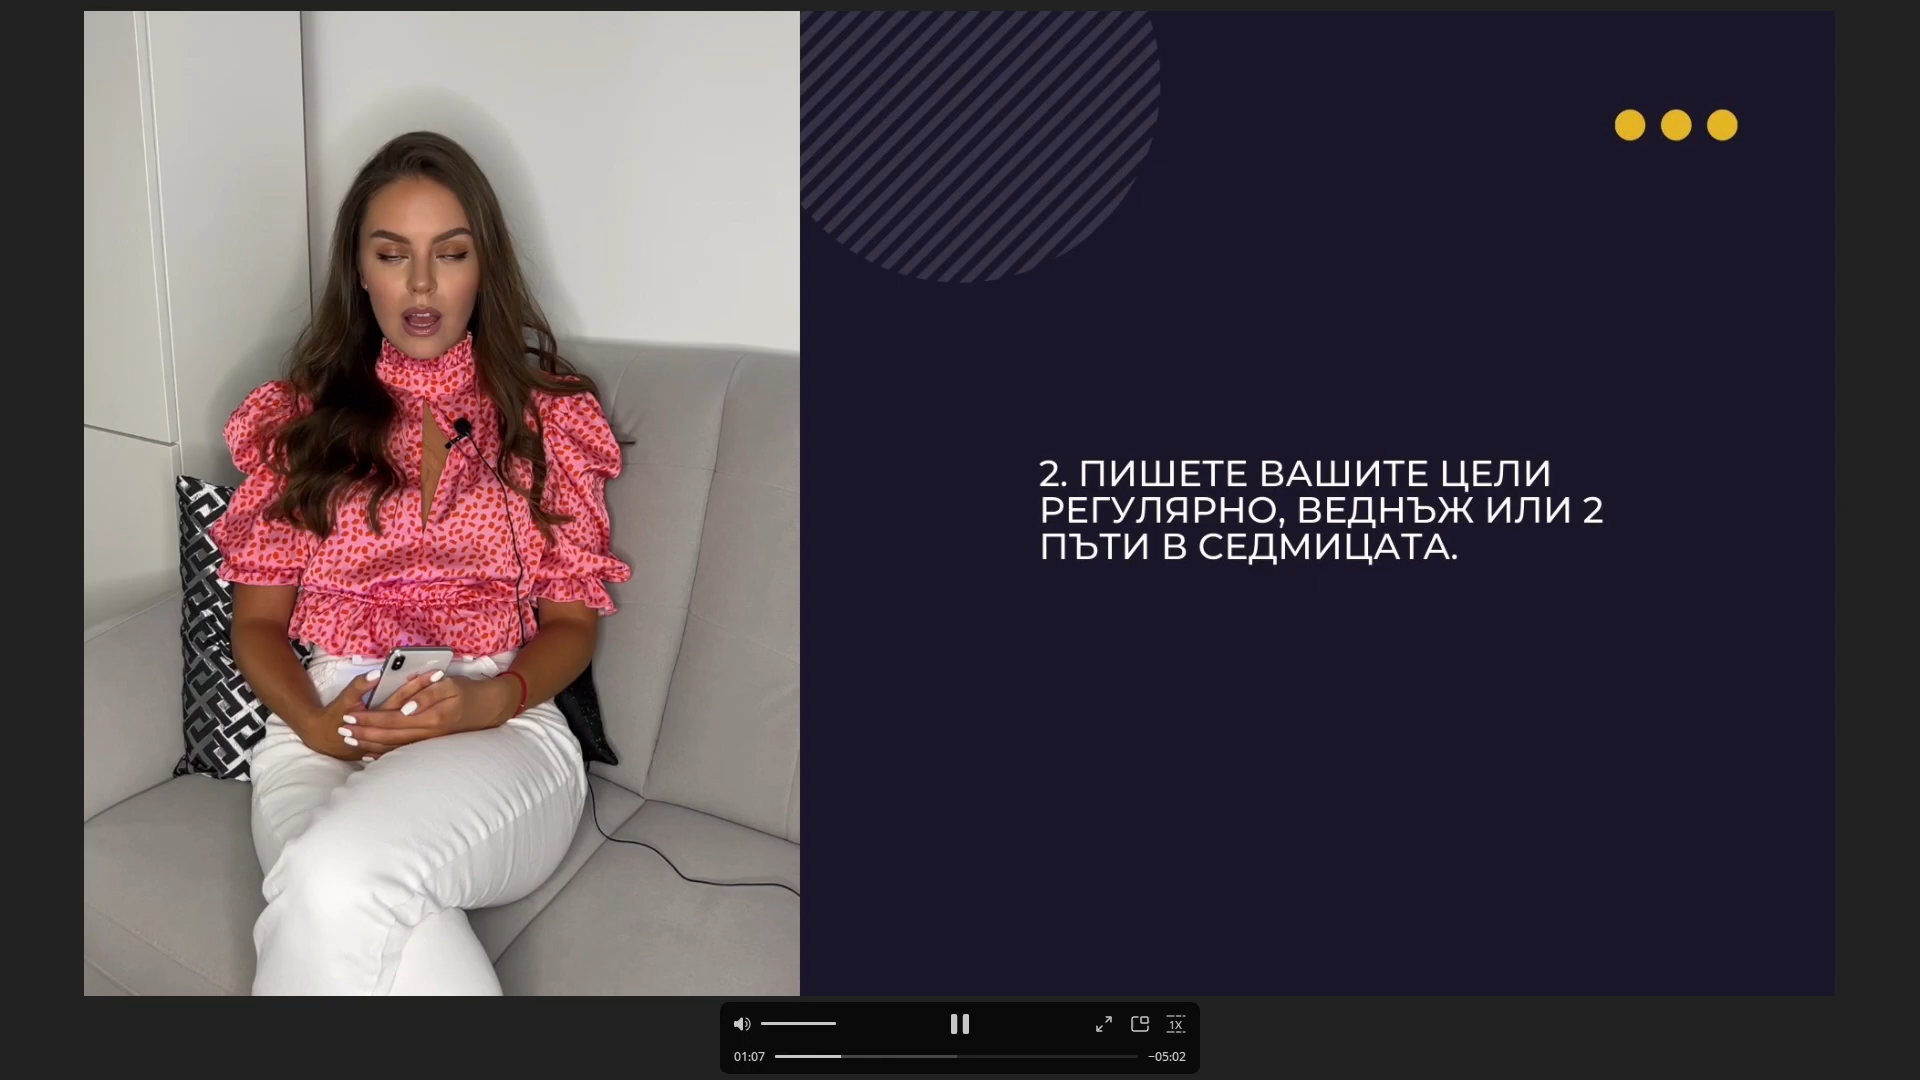 2. ПИШЕТЕ ВАШИТЕ ЦЕЛИ
РЕГУЛЯРНО, ВЕДНЪЖ ИЛИ 2
ПЪТИ В СЕДМИЦАТА.
1X
01:07
−05:02